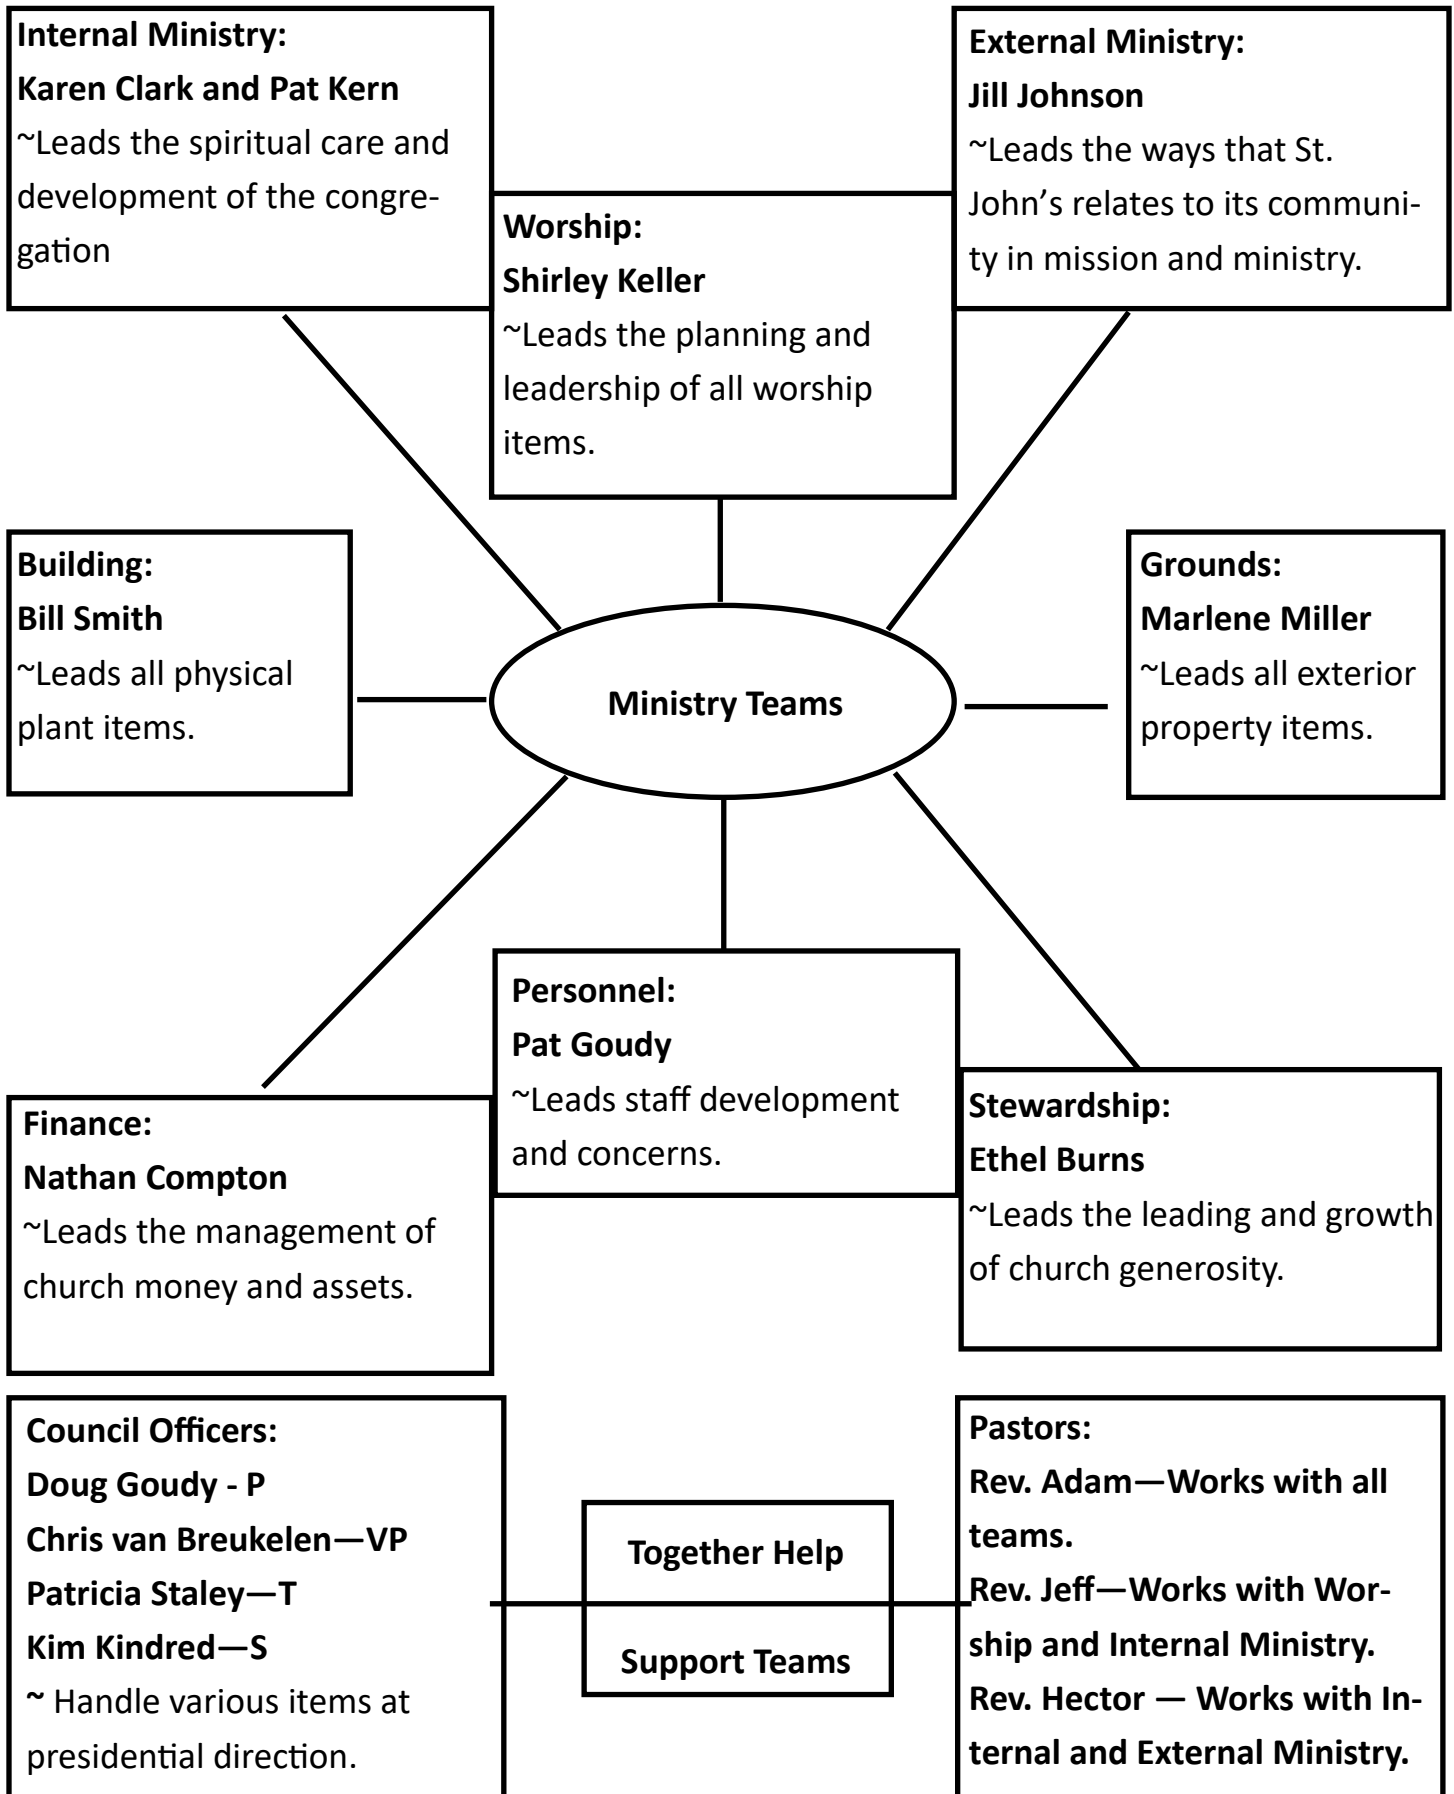 Internal Ministry:
Karen Clark and Pat Kern
~Leads the spiritual care and
development of the congre-
gation
External Ministry:
Jill Johnson
~Leads the ways that St.
John’s relates to its communi-
ty in mission and ministry.
Worship:
Shirley Keller
~Leads the planning and
leadership of all worship
items.
Building:
Bill Smith
~Leads all physical
plant items.
Ministry Teams
Grounds:
Marlene Miller
~Leads all exterior
property items.
Finance:
Nathan Compton
~Leads the management of
church money and assets.
Personnel:
Pat Goudy
~Leads staff development
and concerns.
Stewardship:
Ethel Burns
~Leads the leading and growth
of church generosity.
Council Officers:
Doug Goudy - P
Chris van Breukelen—VP
Patricia Staley—T
Kim Kindred—S
~ Handle various items at
presidential direction.
Together Help
Support Teams
Pastors:
Rev. Adam—Works with all
teams.
Rev. Jeff—Works with Wor-
ship and Internal Ministry.
Rev. Hector — Works with In-
ternal and External Ministry.